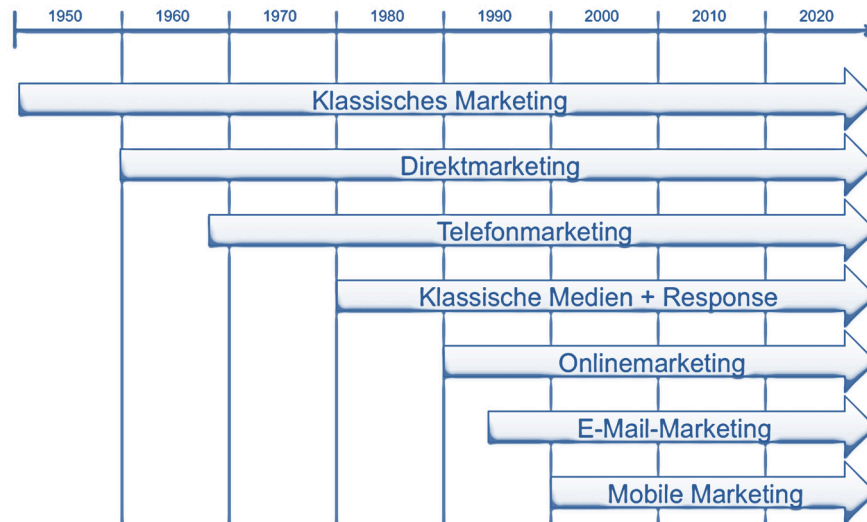 1950 1960 1970 1980 1990 2000 2010 2020
Klassisches Marketing
Direktmarketing
Telefonmarketing
Klassische Medien + Response
Onlinemarketing
E-Mail-Marketing
Mobile Marketing